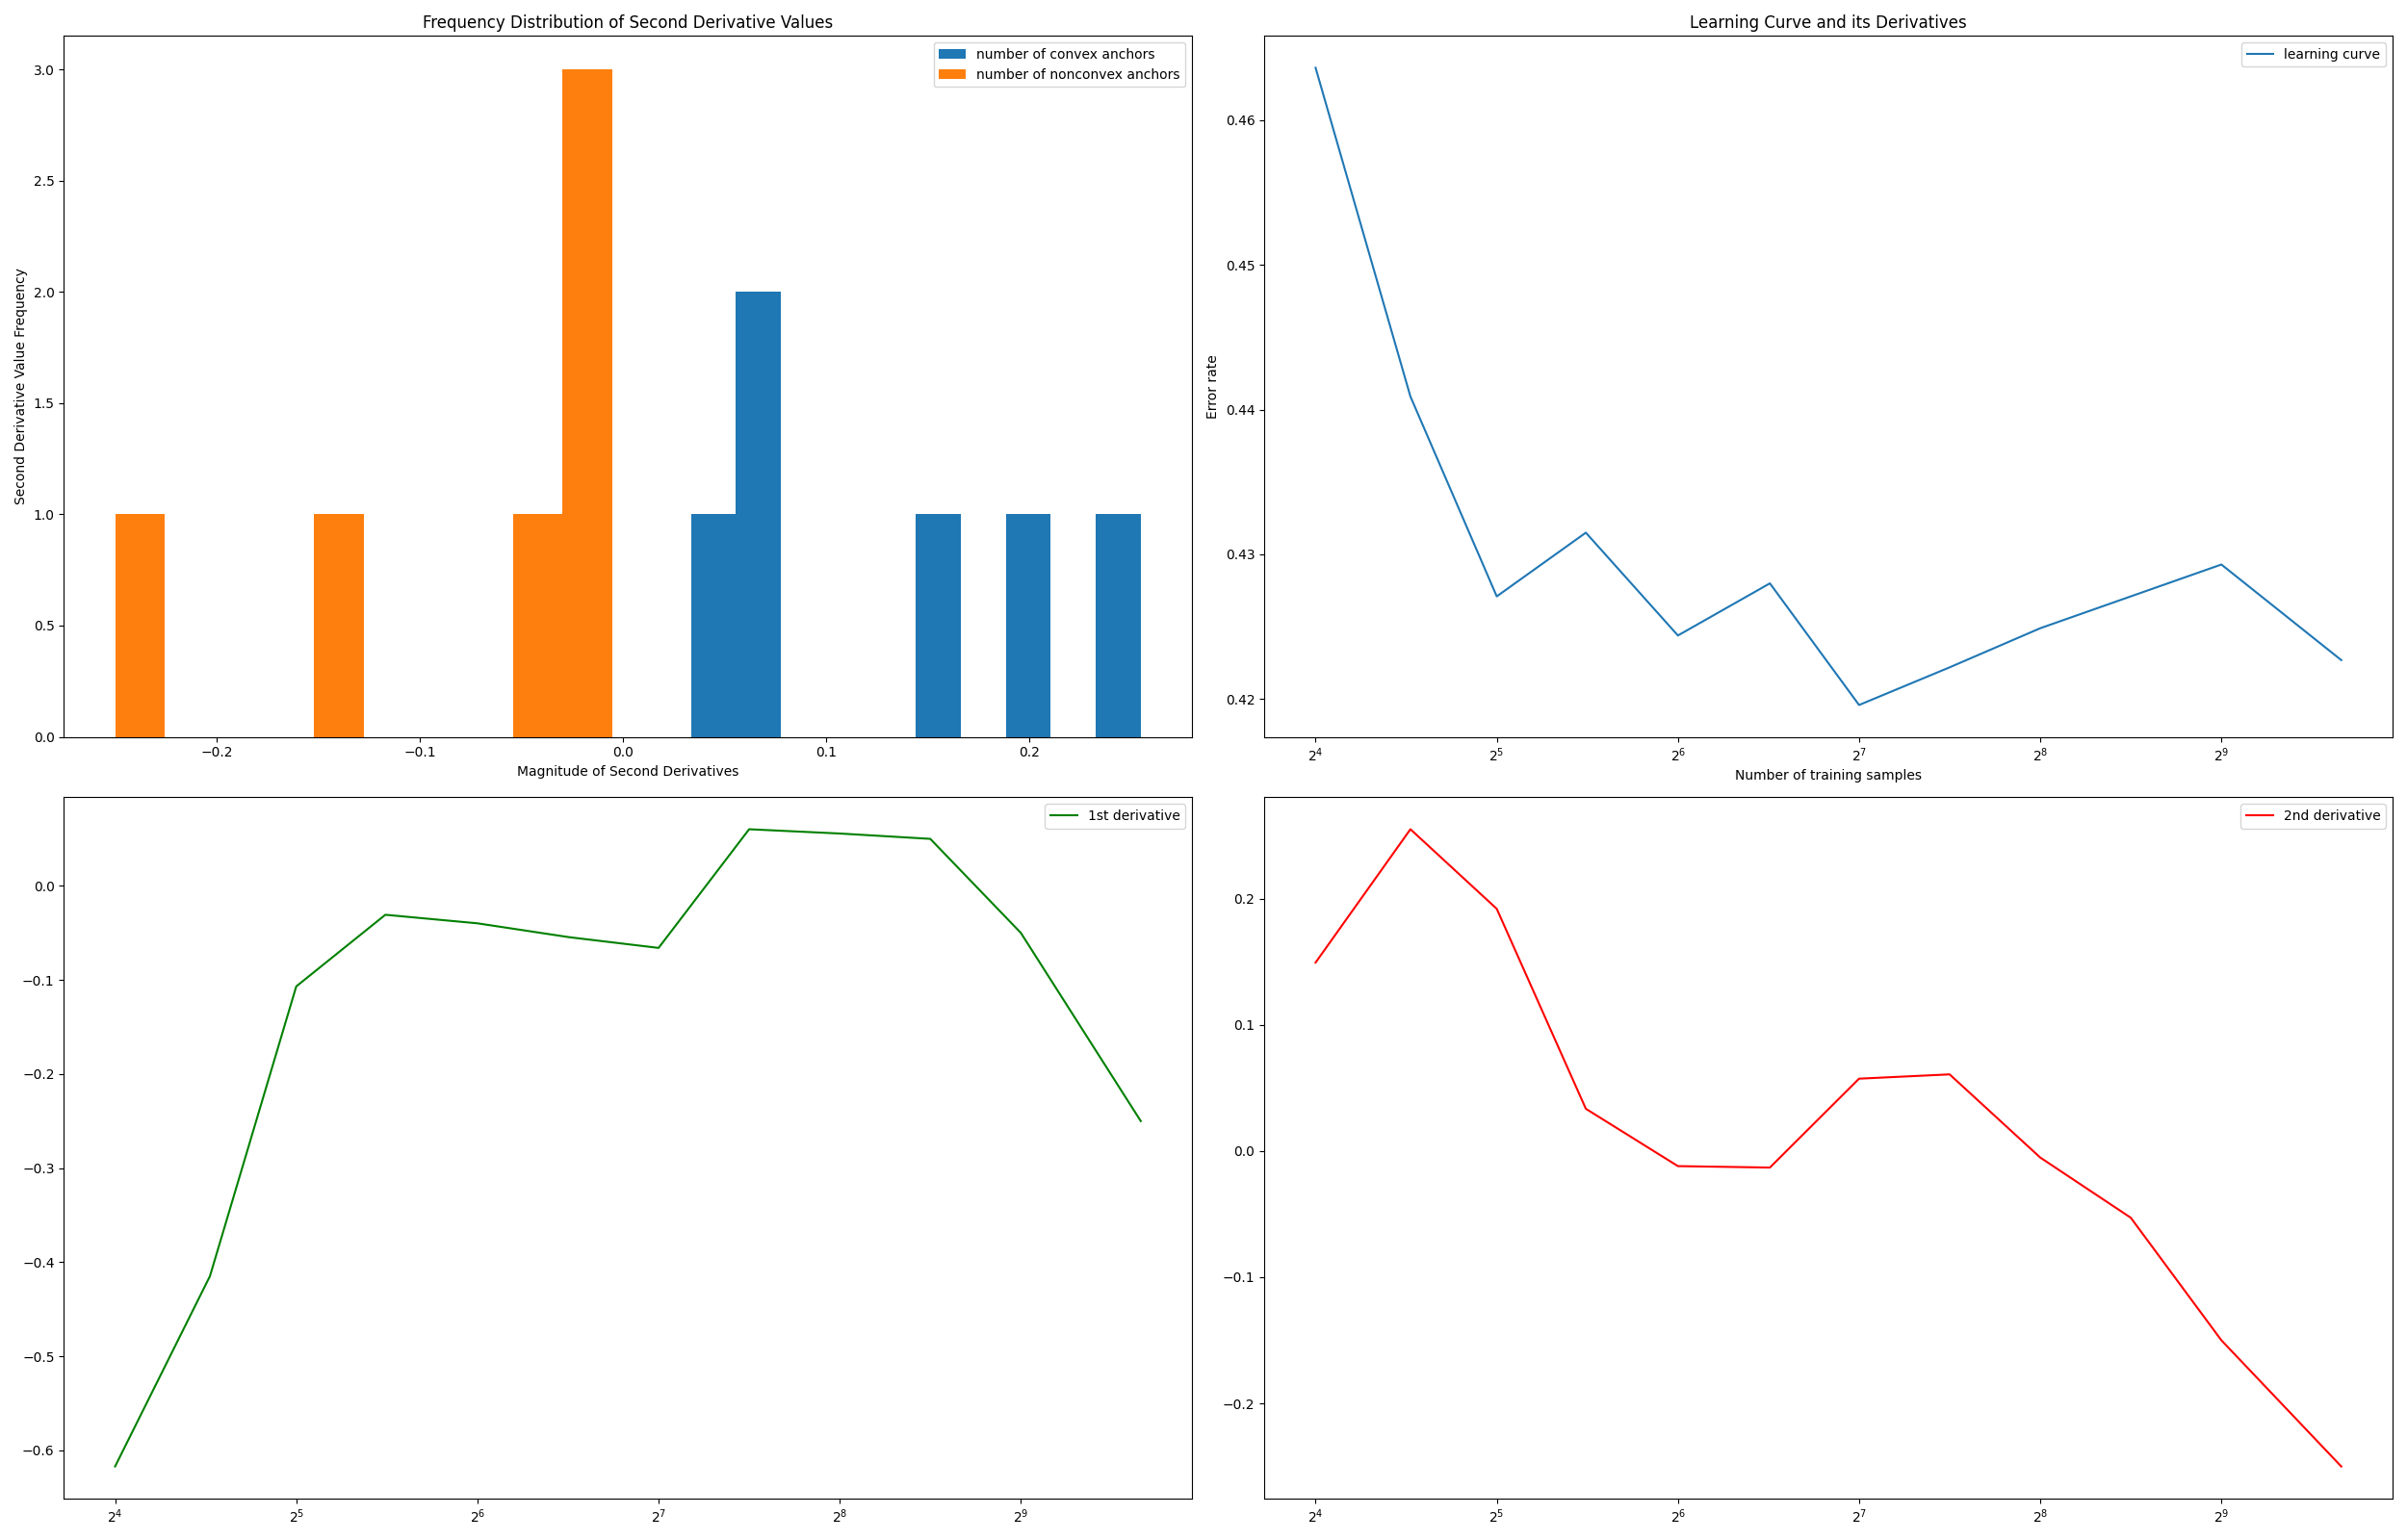 Frequency Distribution of Second Derivative Values
number of convex anchors
number of nonconvex anchors
Second Derivative Value Frequency
3.0
2.5
2.0
1.5
1.0
0.5
0.0
−0.2 −0.1 0.0 0.1 0.2
Magnitude of Second Derivatives
Learning Curve and its Derivatives
learning curve
Error rate
0.46
0.45
0.44
0.43
0.42
2⁴ 2⁵ 2⁶ 2⁷ 2⁸ 2⁹
Number of training samples
1st derivative
0.0
−0.1
−0.2
−0.3
−0.4
−0.5
−0.6
2⁴ 2⁵ 2⁶ 2⁷ 2⁸ 2⁹
2nd derivative
0.2
0.1
0.0
−0.1
−0.2
2⁴ 2⁵ 2⁶ 2⁷ 2⁸ 2⁹